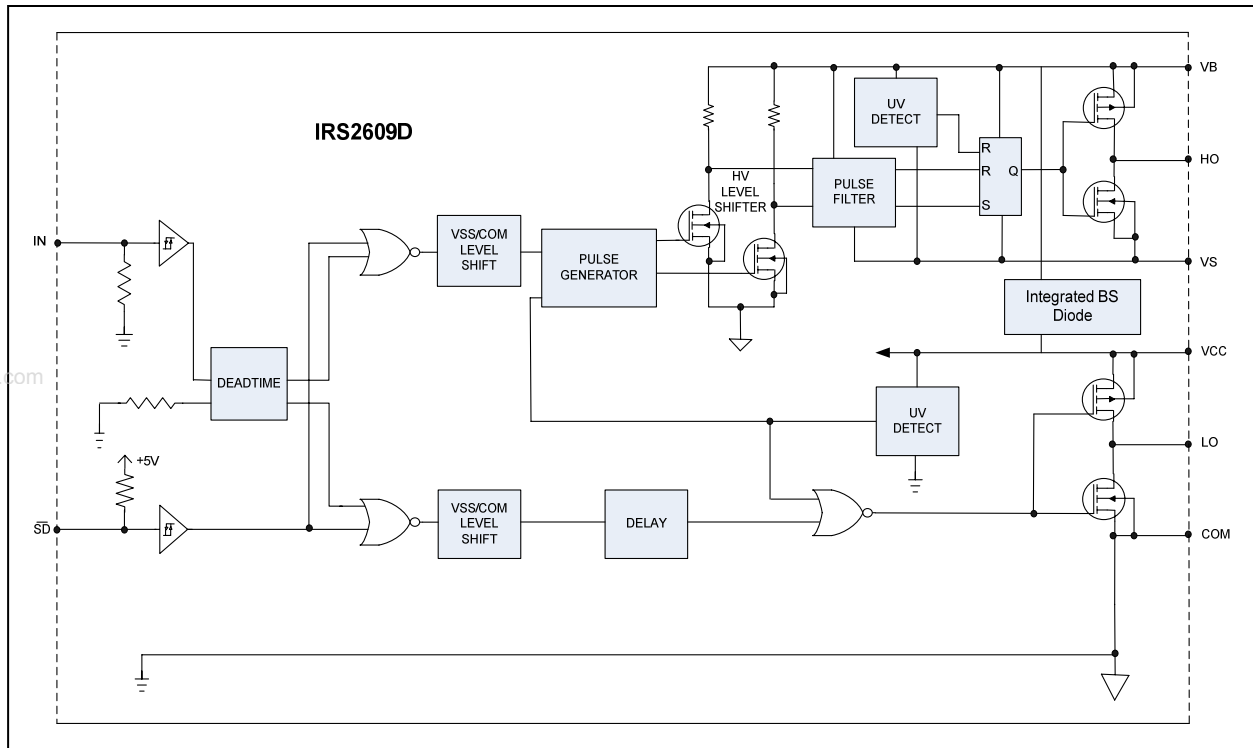 IRS2609D
VB
UV
DETECT
R
R
Q
S
HO
HV
LEVEL
SHIFTER
PULSE
FILTER
IN
VSS/COM
LEVEL
SHIFT
PULSE
GENERATOR
VS
Integrated BS
Diode
VCC
.com
DEADTIME
UV
DETECT
LO
+5V
SD
VSS/COM
LEVEL
SHIFT
DELAY
COM